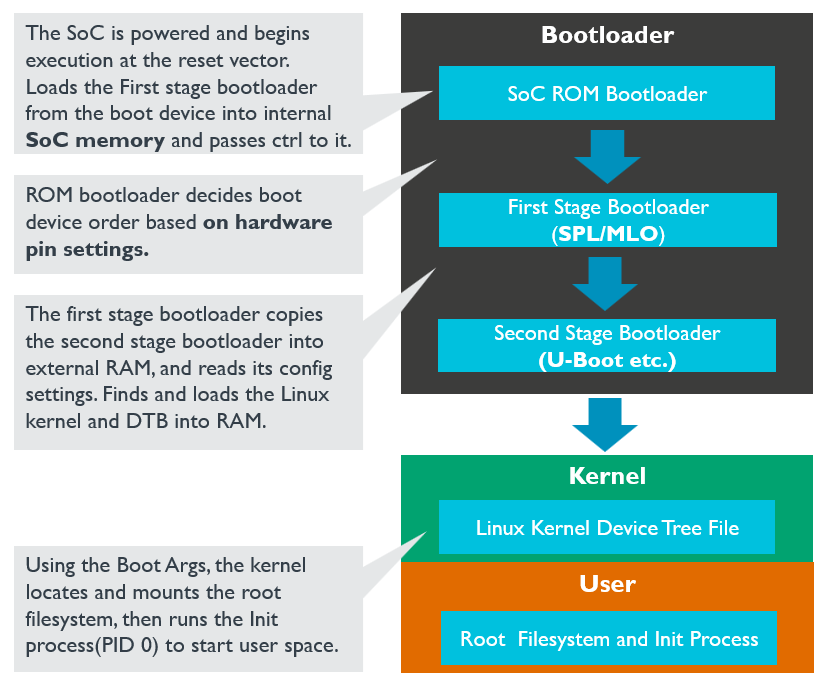 The SoC is powered and begins
execution at the reset vector.
Loads the First stage bootloader
from the boot device into internal
SoC memory and passes ctrl to it.
ROM bootloader decides boot
device order based on hardware
pin settings.
The first stage bootloader copies
the second stage bootloader into
external RAM, and reads its config
settings. Finds and loads the Linux
kernel and DTB into RAM.
Using the Boot Args, the kernel
locates and mounts the root
filesystem, then runs the Init
process(PID 0) to start user space.
Bootloader
SoC ROM Bootloader
First Stage Bootloader
(SPL/MLO)
Second Stage Bootloader
(U-Boot etc.)
Kernel
Linux Kernel Device Tree File
User
Root Filesystem and Init Process